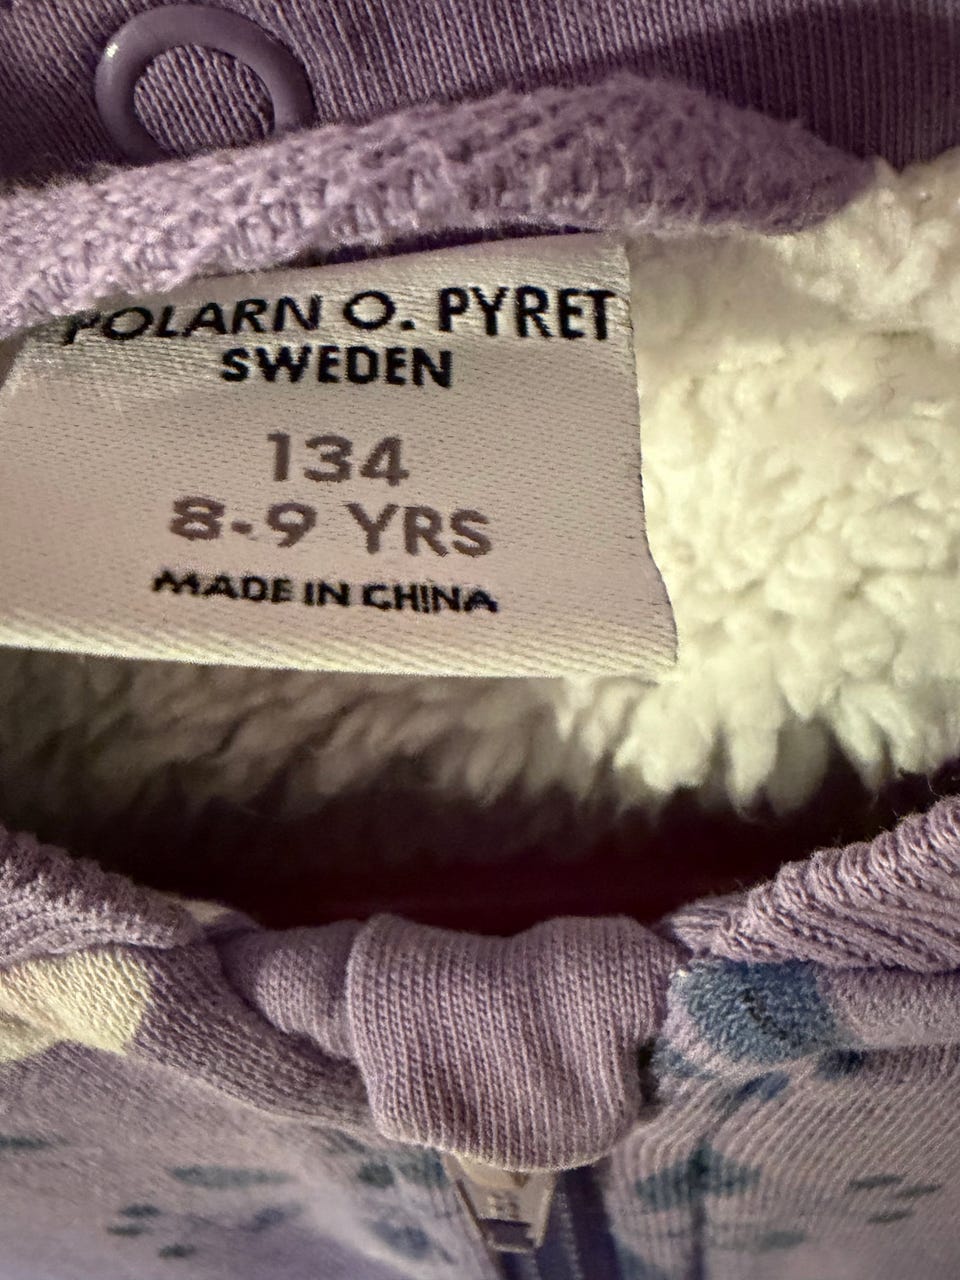 POLARN O. PYRET
SWEDEN
134
8-9 YRS
MADE IN CHINA